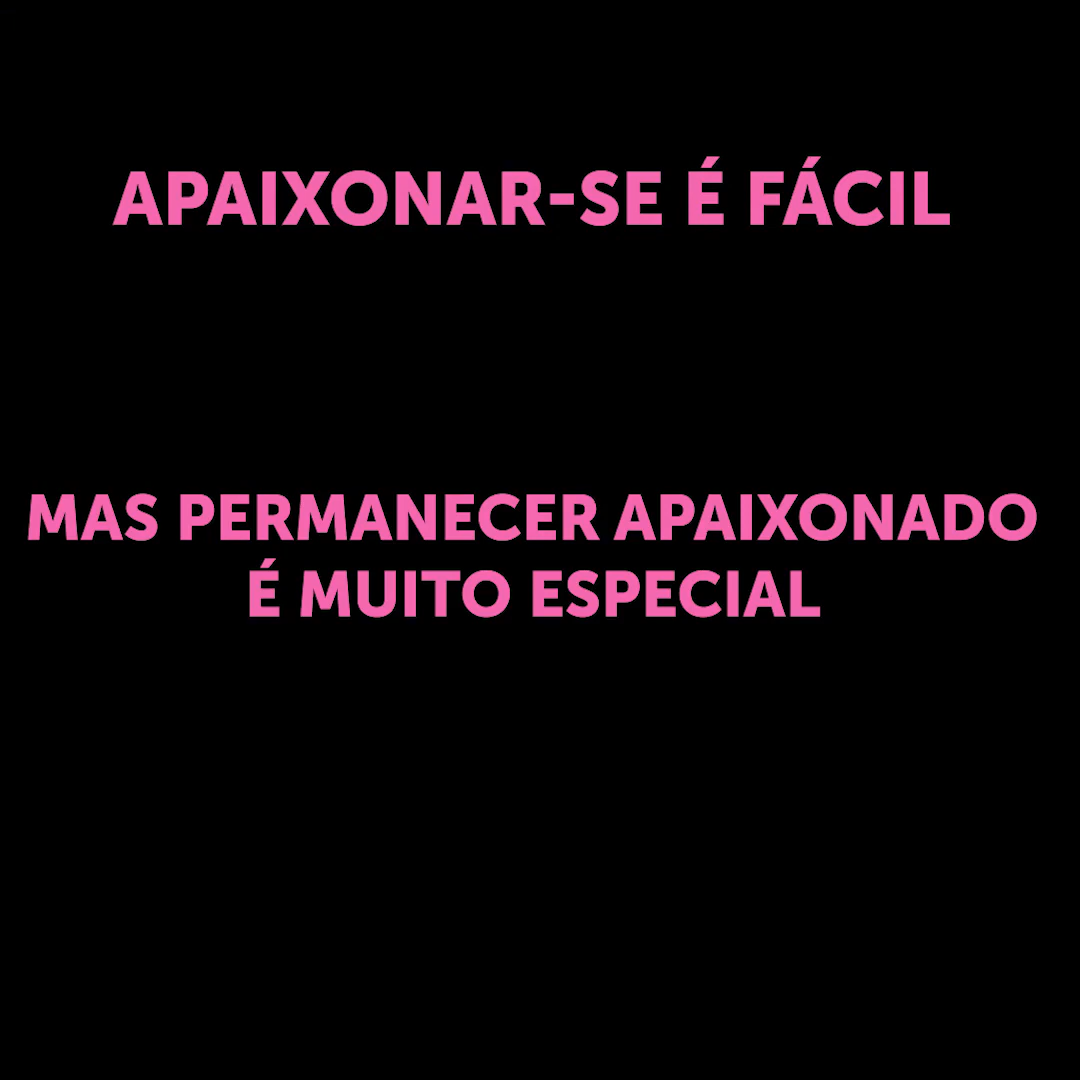 APAIXONAR-SE É FÁCIL
MAS PERMANECER APAIXONADO
É MUITO ESPECIAL